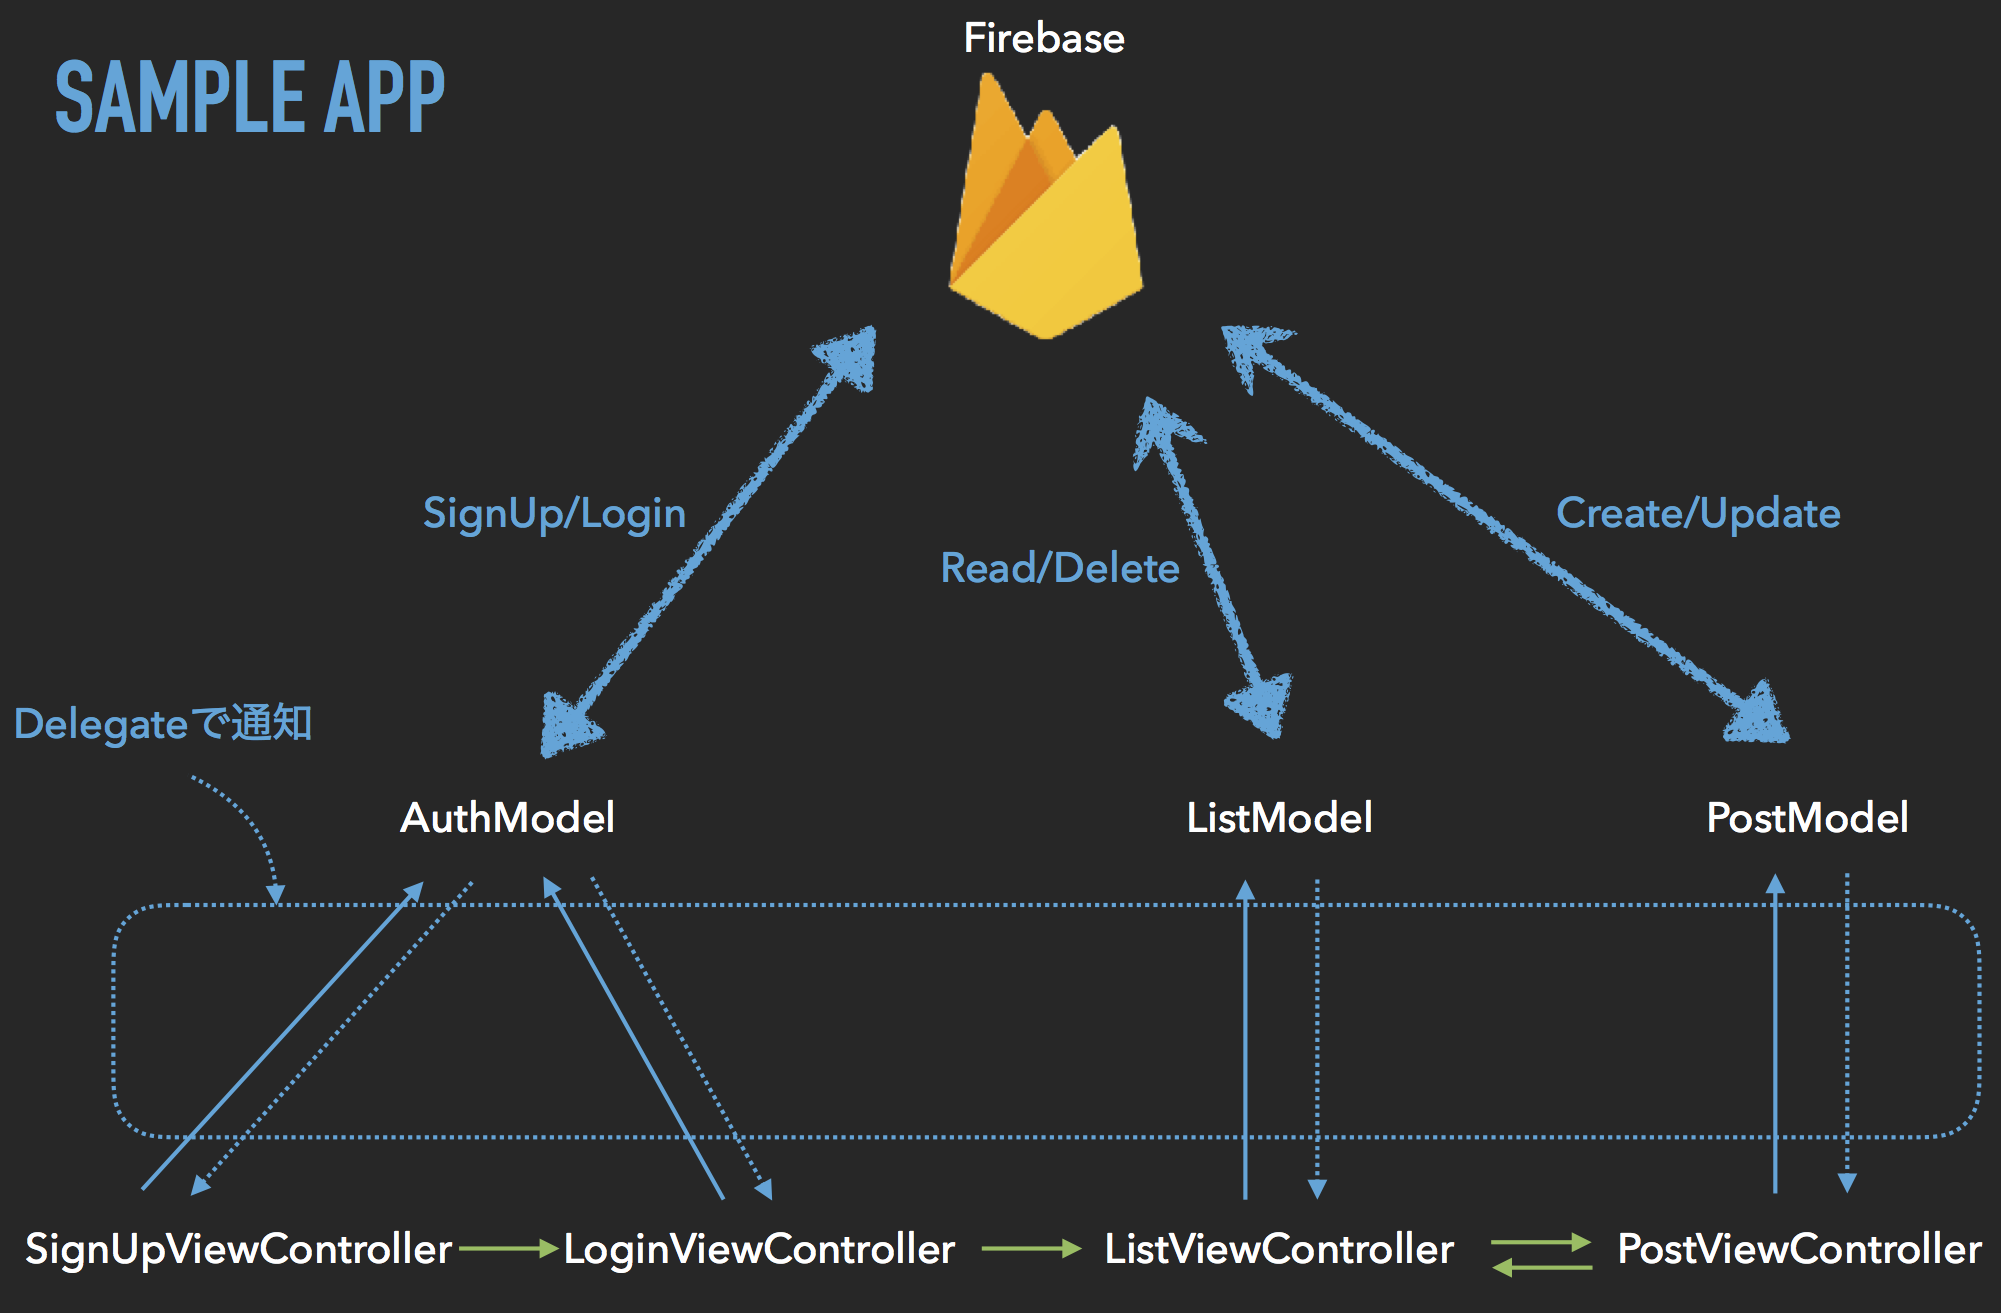 Firebase
SAMPLE APP
SignUp/Login
Create/Update
Read/Delete
Delegateで通知
AuthModel
ListModel
PostModel
SignUpViewController
LoginViewController
ListViewController
PostViewController